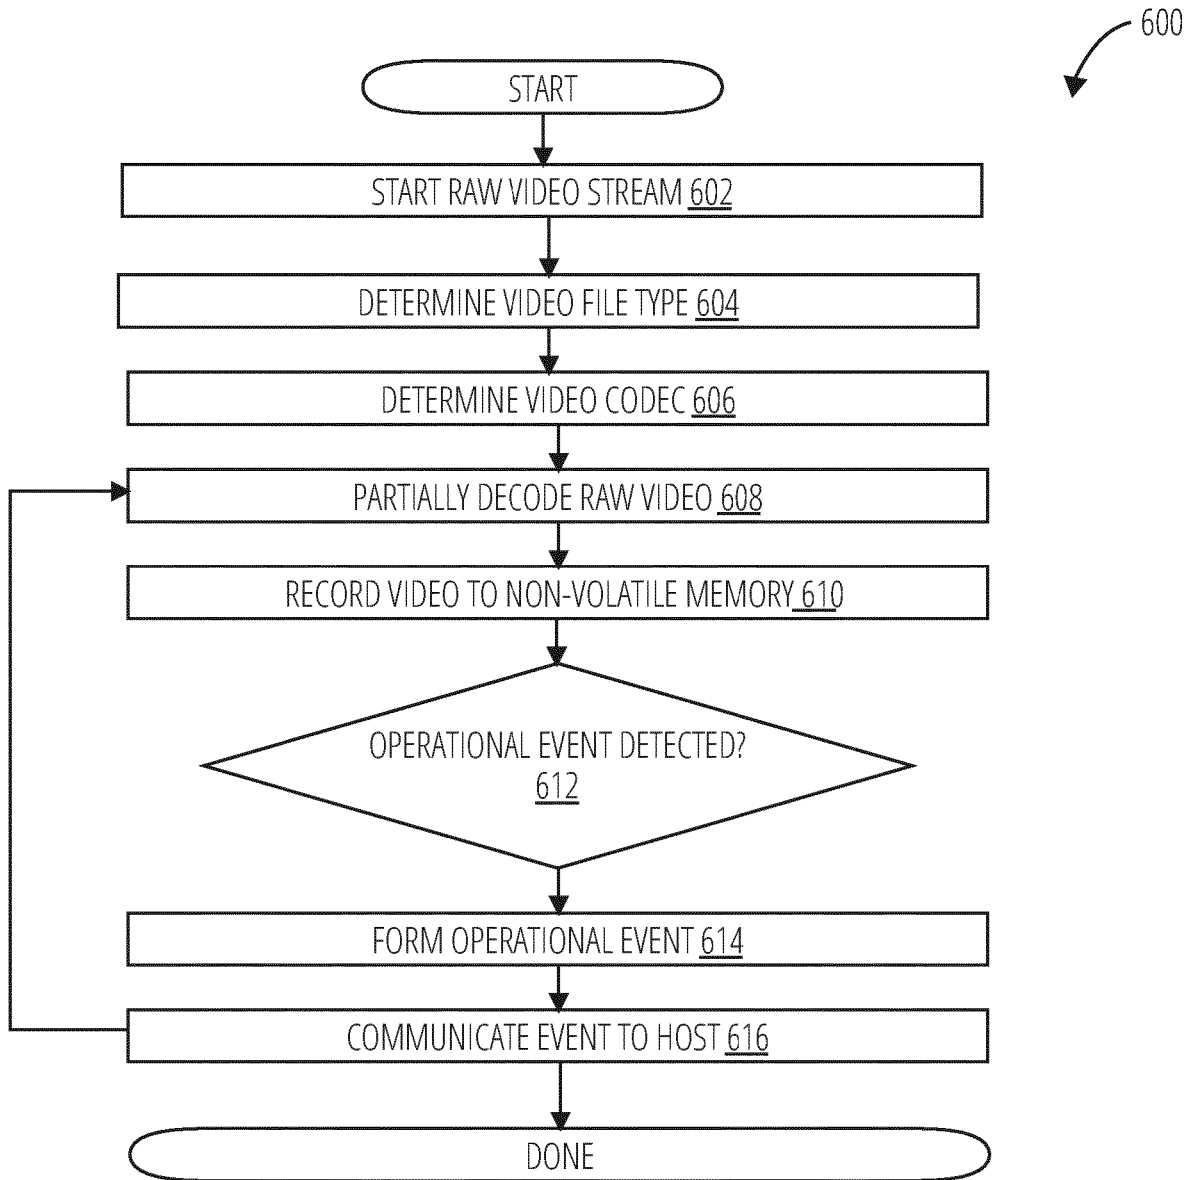 600
START
START RAW VIDEO STREAM 602
DETERMINE VIDEO FILE TYPE 604
DETERMINE VIDEO CODEC 606
PARTIALLY DECODE RAW VIDEO 608
RECORD VIDEO TO NON-VOLATILE MEMORY 610
OPERATIONAL EVENT DETECTED?
612
FORM OPERATIONAL EVENT 614
COMMUNICATE EVENT TO HOST 616
DONE